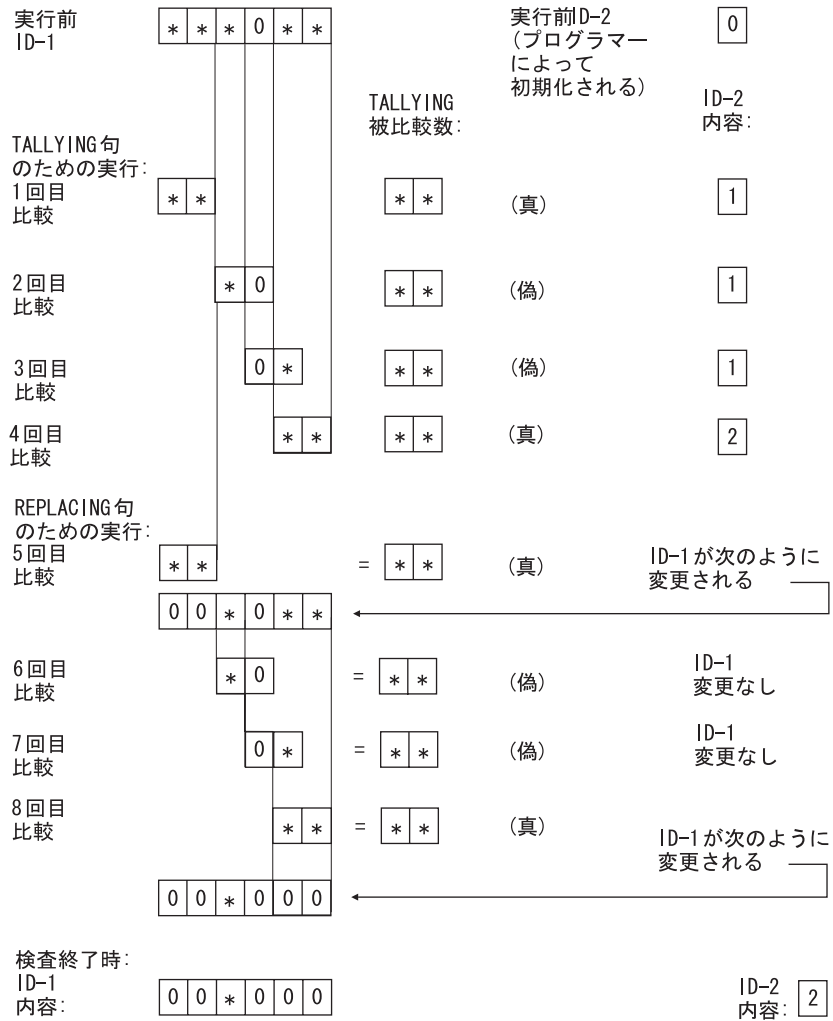 実行前
ID-1
* * * 0 * *
実行前ID-2
(プログラマー
によって
初期化される)
0
TALLYING
被比較数:
ID-2
内容:
TALLYING句
のための実行:
1回目
比較
* *
* *
(真)
1
2回目
比較
* 0
* *
(偽)
1
3回目
比較
0 *
* *
(偽)
1
4回目
比較
* *
* *
(真)
2
REPLACING句
のための実行:
5回目
比較
* *
= * *
(真)
ID-1が次のように
変更される
0 0 * 0 * *
6回目
比較
* 0
= * *
(偽)
ID-1
変更なし
7回目
比較
0 *
= * *
(偽)
ID-1
変更なし
8回目
比較
* *
= * *
(真)
ID-1が次のように
変更される
0 0 * 0 0 0
検査終了時:
ID-1
内容:
0 0 * 0 0 0
ID-2
内容: 2